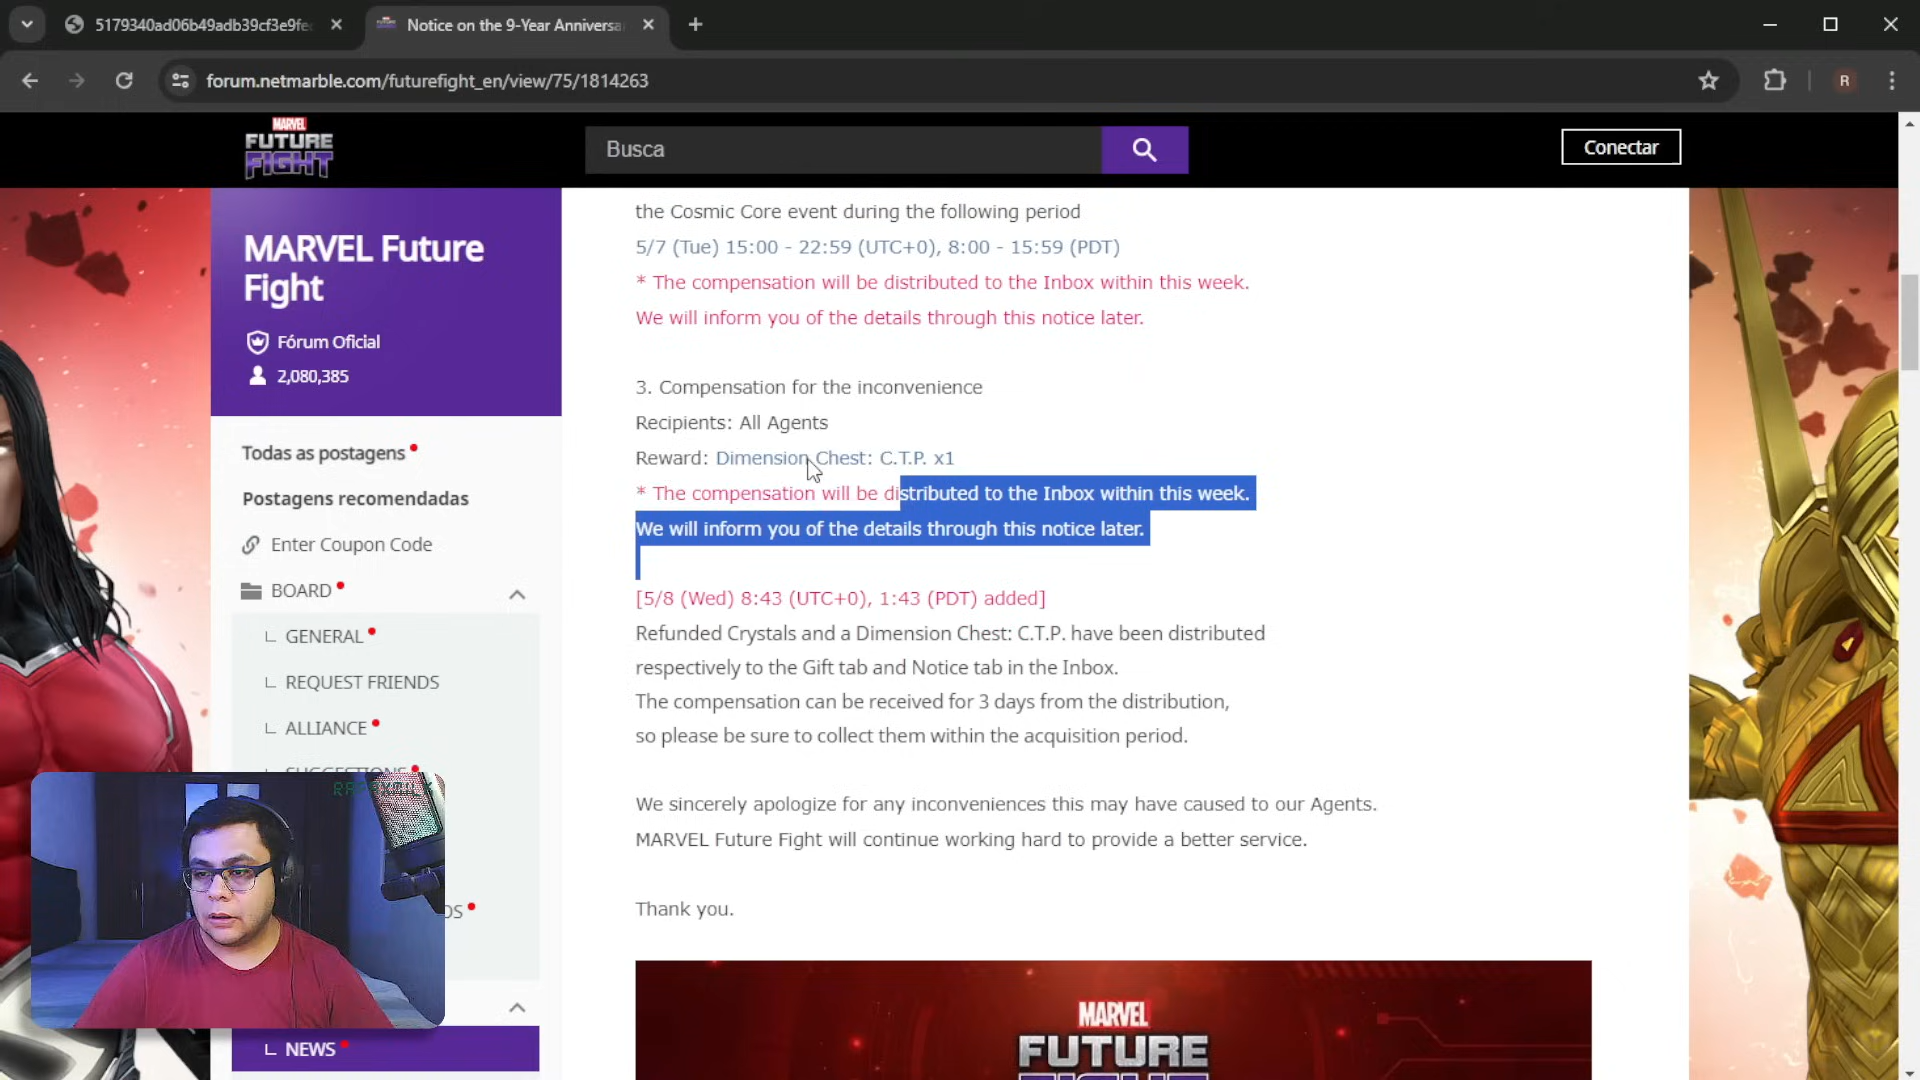 5179340ad06b49adb39cf3e9fe
Notice on the 9-Year Anniversa
forum.netmarble.com/futurefight_en/view/75/1814263
R
MARVEL
FUTURE
FIGHT
Busca
Conectar
MARVEL Future
Fight
Fórum Oficial
2,080,385
Todas as postagens
Postagens recomendadas
Enter Coupon Code
BOARD
GENERAL
REQUEST FRIENDS
ALLIANCE
SUGGESTIONS
OS
NEWS
the Cosmic Core event during the following period
5/7 (Tue) 15:00 - 22:59 (UTC+0), 8:00 - 15:59 (PDT)
* The compensation will be distributed to the Inbox within this week.
We will inform you of the details through this notice later.
3. Compensation for the inconvenience
Recipients: All Agents
Reward: Dimension Chest: C.T.P. x1
* The compensation will be distributed to the Inbox within this week.
We will inform you of the details through this notice later.
[5/8 (Wed) 8:43 (UTC+0), 1:43 (PDT) added]
Refunded Crystals and a Dimension Chest: C.T.P. have been distributed
respectively to the Gift tab and Notice tab in the Inbox.
The compensation can be received for 3 days from the distribution,
so please be sure to collect them within the acquisition period.
We sincerely apologize for any inconveniences this may have caused to our Agents.
MARVEL Future Fight will continue working hard to provide a better service.
Thank you.
MARVEL
FUTURE
FIGHT